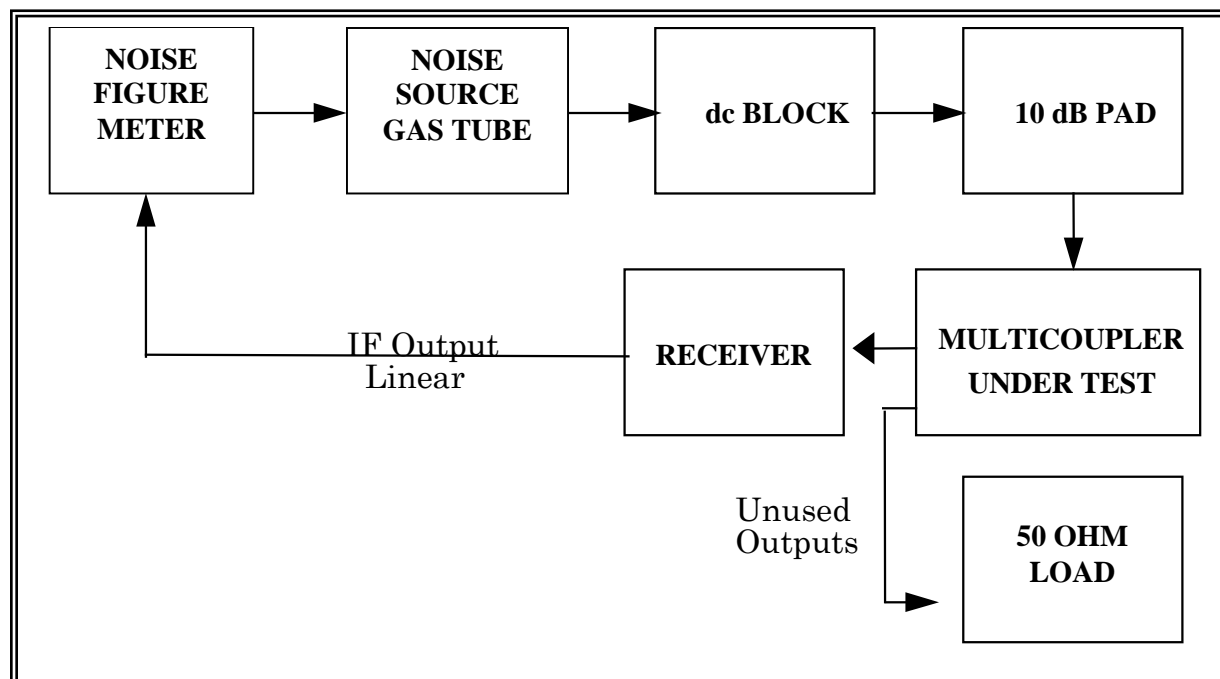 NOISE
FIGURE
METER
NOISE
SOURCE
GAS TUBE
dc BLOCK
10 dB PAD
IF Output
Linear
RECEIVER
MULTICOUPLER
UNDER TEST
Unused
Outputs
50 OHM
LOAD